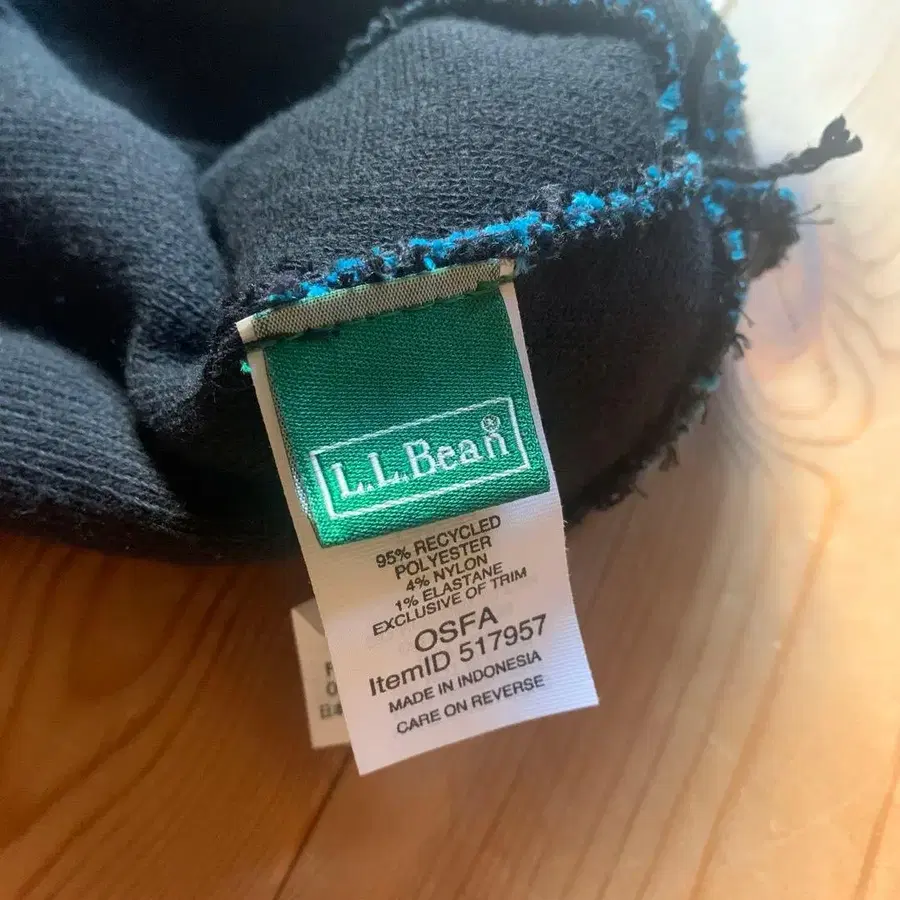 L.L.Bean®
95% RECYCLED
POLYESTER
4% NYLON
1% ELASTANE
EXCLUSIVE OF TRIM
OSFA
ItemID 517957
MADE IN INDONESIA
CARE ON REVERSE